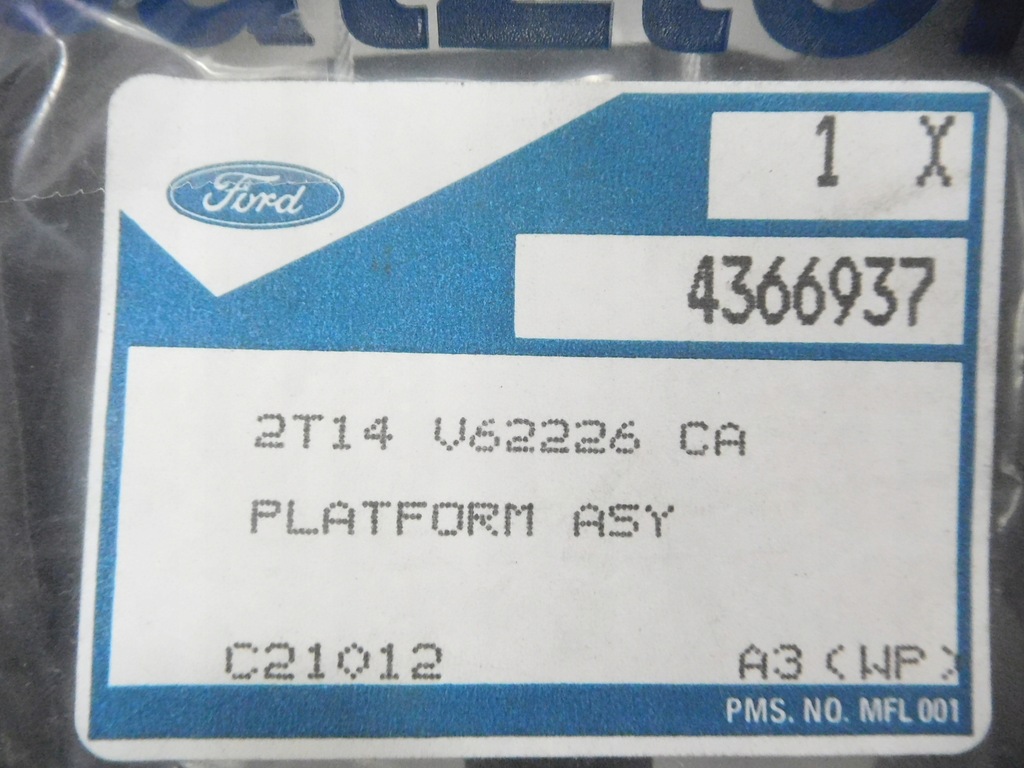 Ford
1 X
4366937
2T14 V62226 CA
PLATFORM ASY
C21012 A3(WP)
PMS. NO. MFL 001